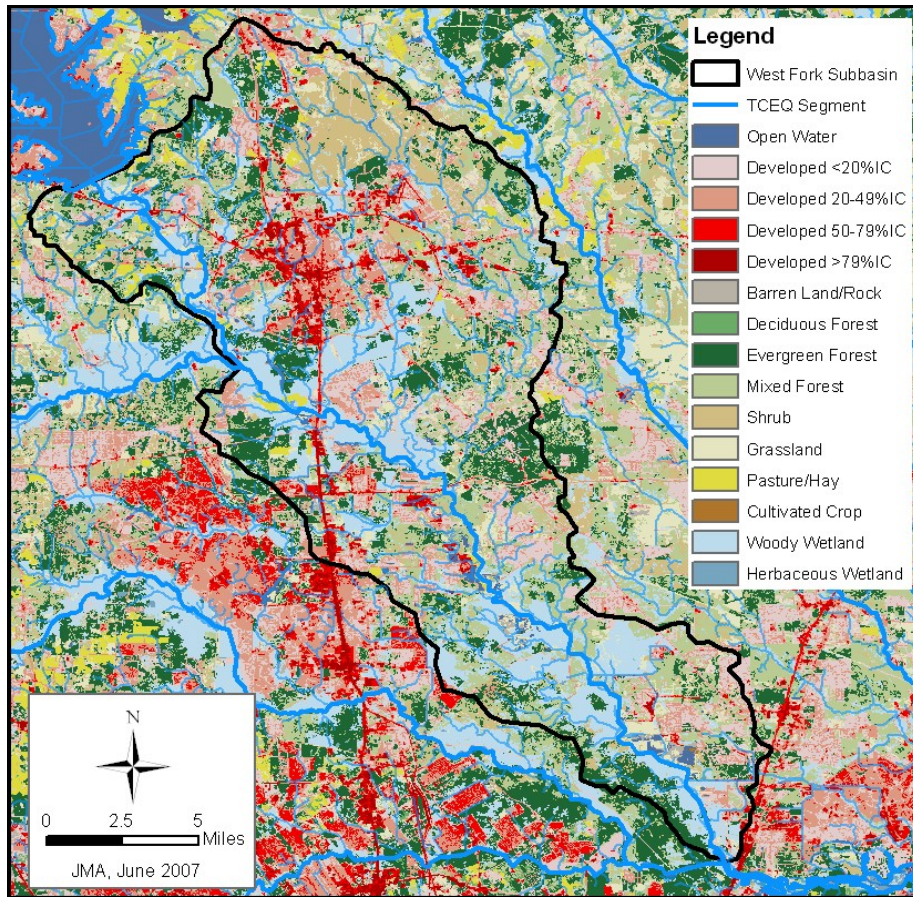 Legend
West Fork Subbasin
TCEQ Segment
Open Water
Developed <20%IC
Developed 20-49%IC
Developed 50-79%IC
Developed >79%IC
Barren Land/Rock
Deciduous Forest
Evergreen Forest
Mixed Forest
Shrub
Grassland
Pasture/Hay
Cultivated Crop
Woody Wetland
Herbaceous Wetland
N
0 2.5 5
Miles
JMA, June 2007